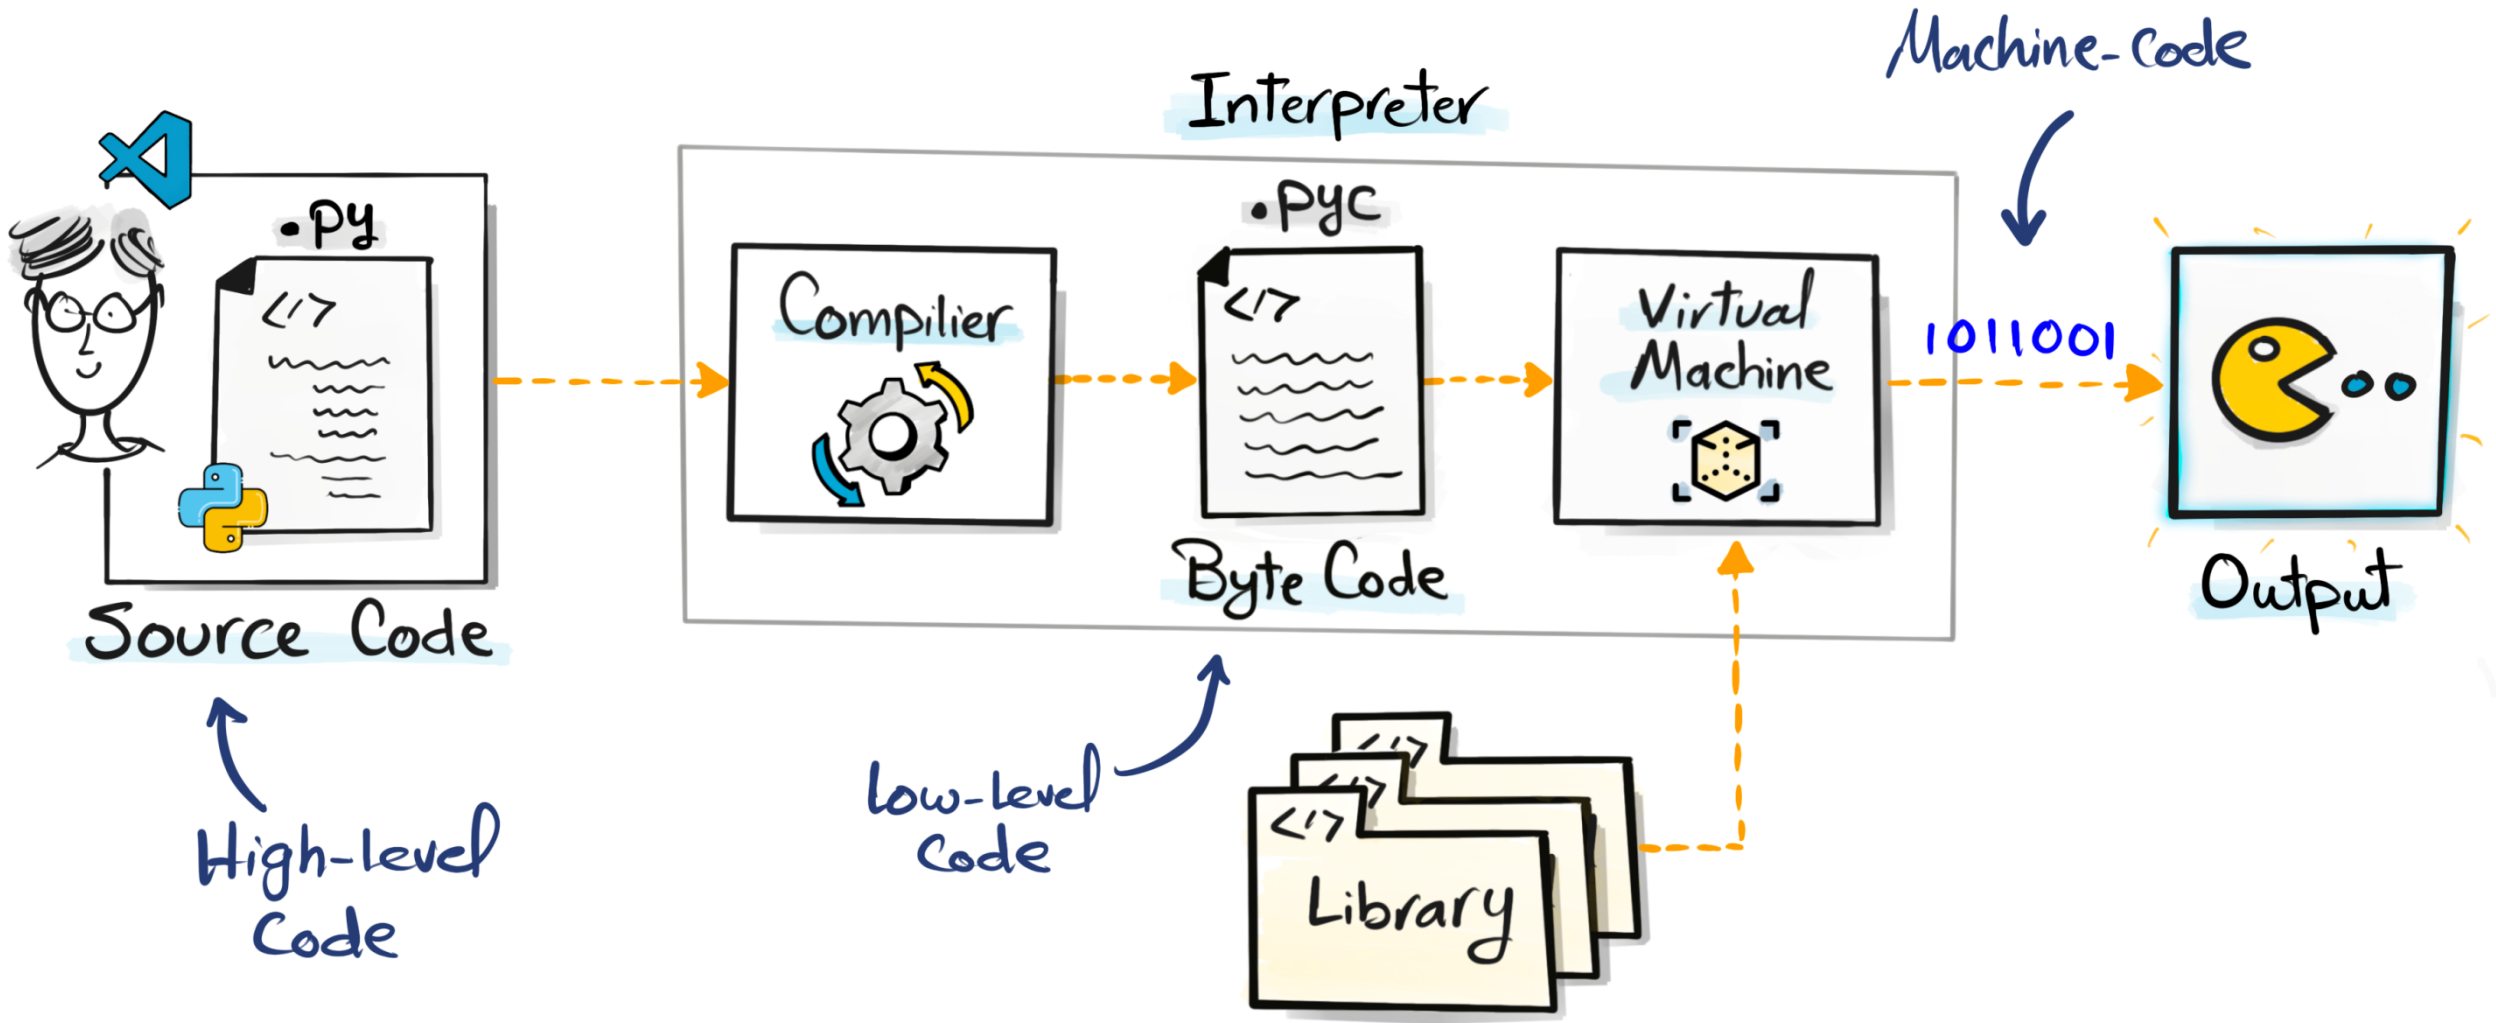 Machine-Code
Interpreter
.py
</>
Source Code
High-level
Code
Compilier
.pyc
</>
Byte Code
Low-Level
Code
Virtual
Machine
1011001
Output
</>
</>
</>
Library